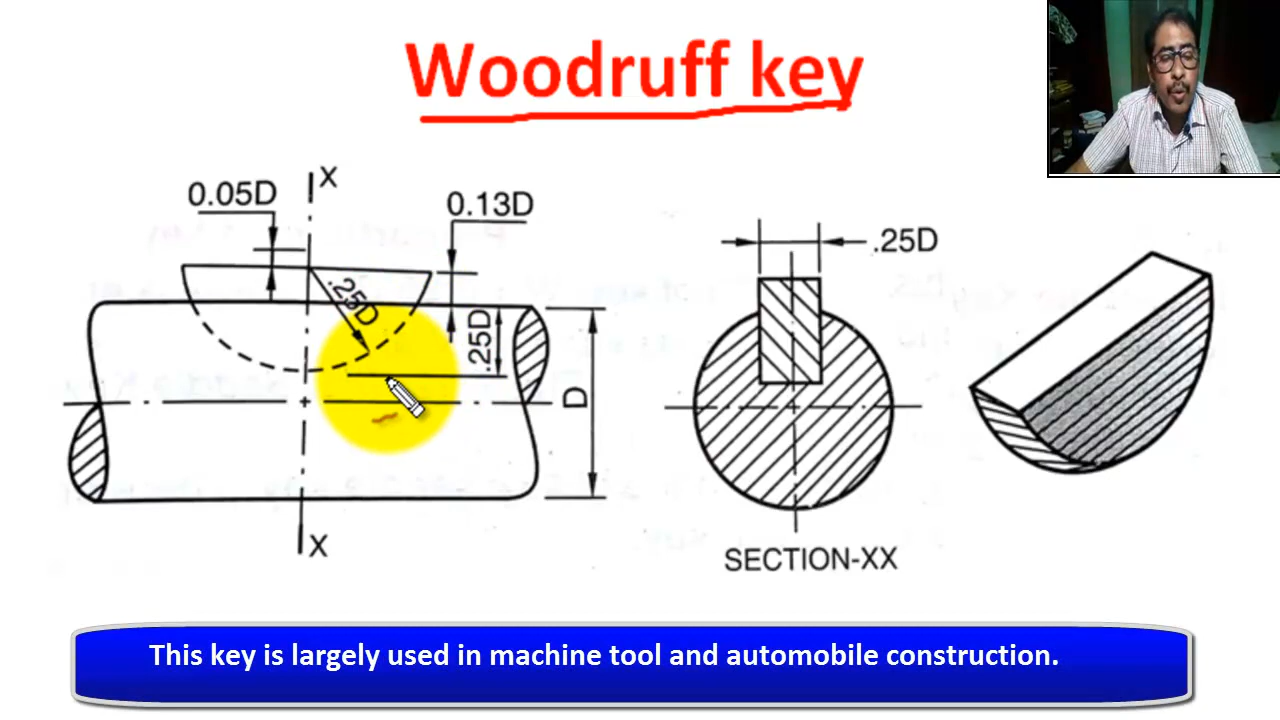 Woodruff key
X
0.05D
0.13D
.25D
.25D
D
X
.25D
SECTION-XX
This key is largely used in machine tool and automobile construction.